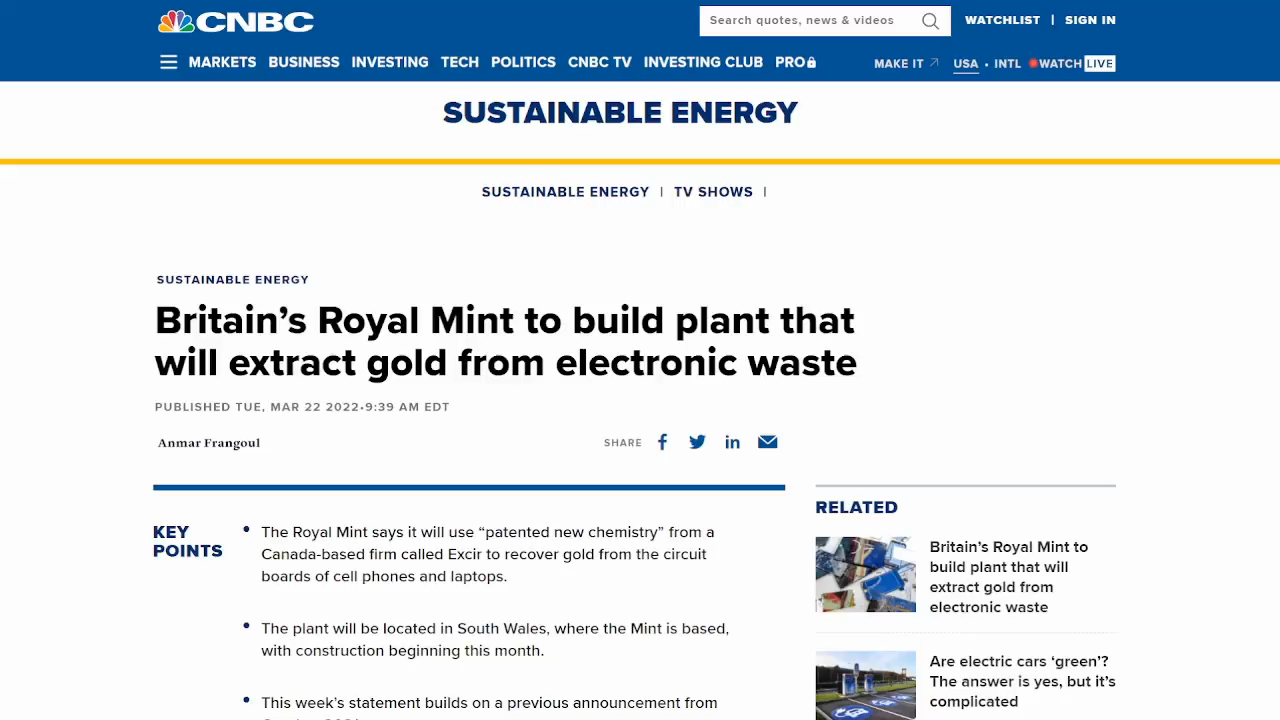 CNBC
Search quotes, news & videos
WATCHLIST | SIGN IN
MARKETS BUSINESS INVESTING TECH POLITICS CNBC TV INVESTING CLUB PRO
MAKE IT USA • INTL WATCH LIVE
SUSTAINABLE ENERGY
SUSTAINABLE ENERGY | TV SHOWS |
SUSTAINABLE ENERGY
Britain’s Royal Mint to build plant that
will extract gold from electronic waste
PUBLISHED TUE, MAR 22 2022•9:39 AM EDT
Anmar Frangoul
SHARE
KEY
POINTS
• The Royal Mint says it will use “patented new chemistry” from a
Canada-based firm called Excir to recover gold from the circuit
boards of cell phones and laptops.
• The plant will be located in South Wales, where the Mint is based,
with construction beginning this month.
• This week’s statement builds on a previous announcement from
RELATED
Britain’s Royal Mint to
build plant that will
extract gold from
electronic waste
Are electric cars ‘green’?
The answer is yes, but it’s
complicated